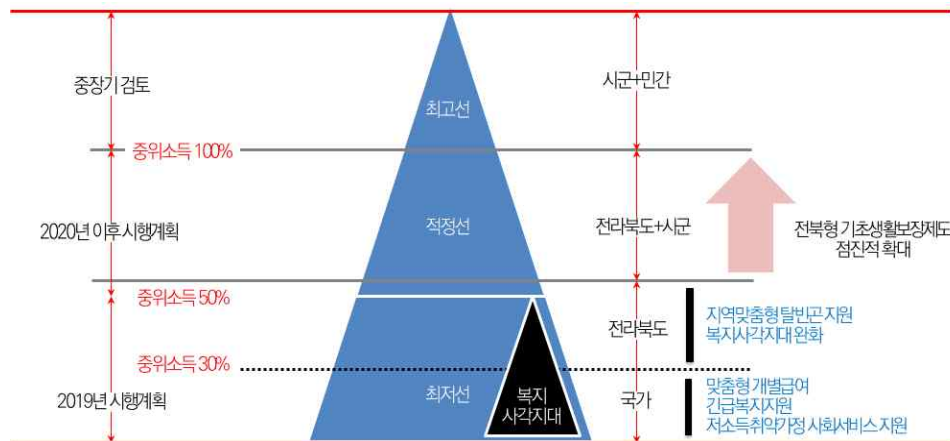 중장기 검토
최고선
시군+민간
중위소득 100%
2020년 이후 시행계획
적정선
전라북도+시군
전북형 기초생활보장제도
점진적 확대
중위소득 50%
전라북도
지역맞춤형 탈빈곤 지원
복지사각지대 완화
중위소득 30%
2019년 시행계획
최저선
복지
사각지대
국가
맞춤형 개별급여
긴급복지지원
저소득취약가정 사회서비스 지원